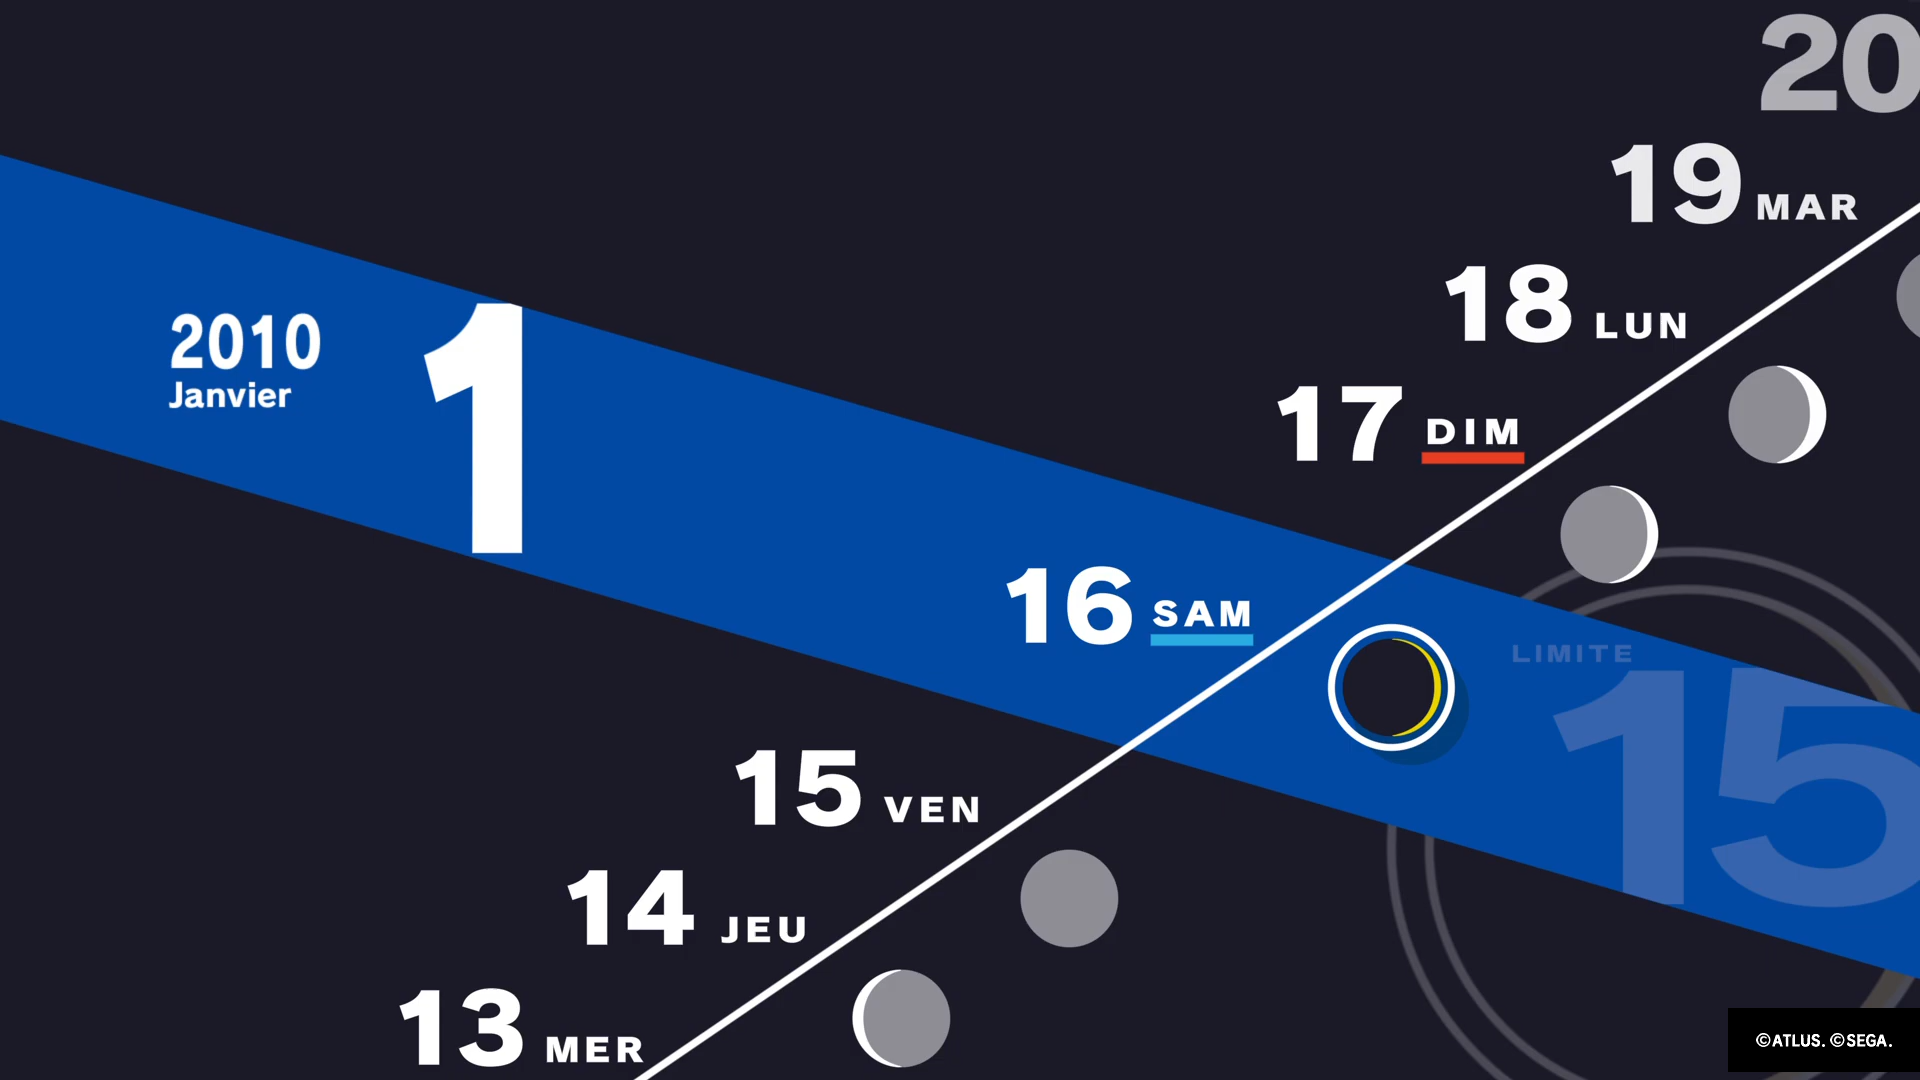 20
19 MAR
18 LUN
17 DIM
2010
Janvier
1
16 SAM
LIMITE
15
15 VEN
14 JEU
13 MER
©ATLUS. ©SEGA.